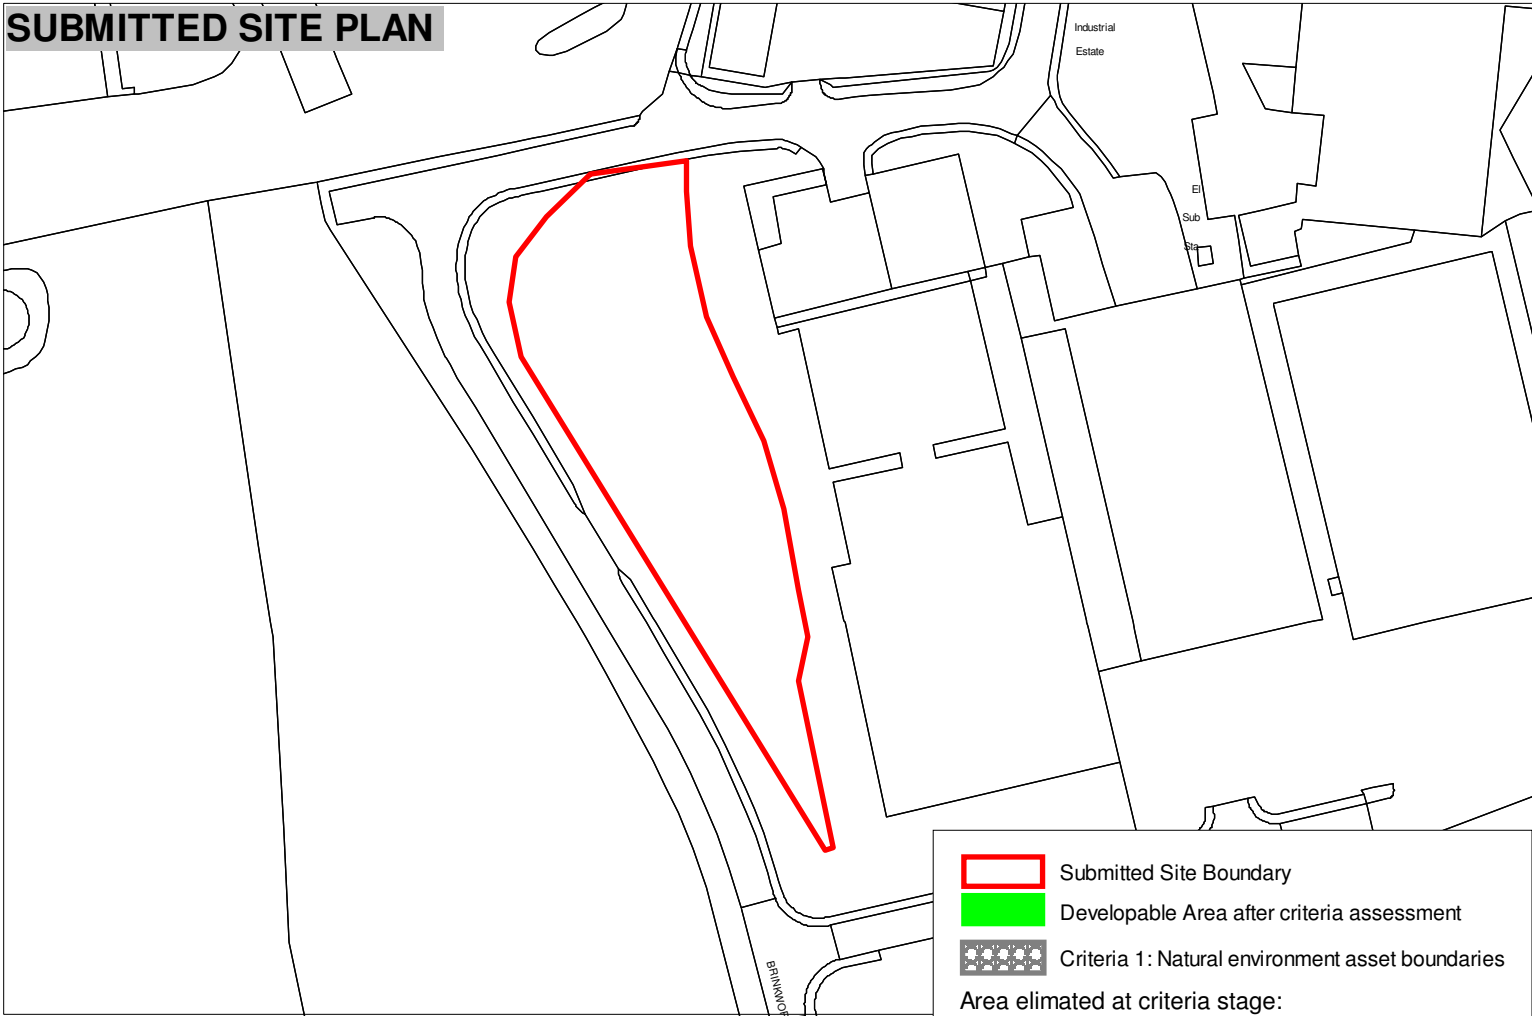 SUBMITTED SITE PLAN
Industrial
Estate
El
Sub
Sta
Submitted Site Boundary
Developable Area after criteria assessment
Criteria 1: Natural environment asset boundaries
Area elimated at criteria stage: